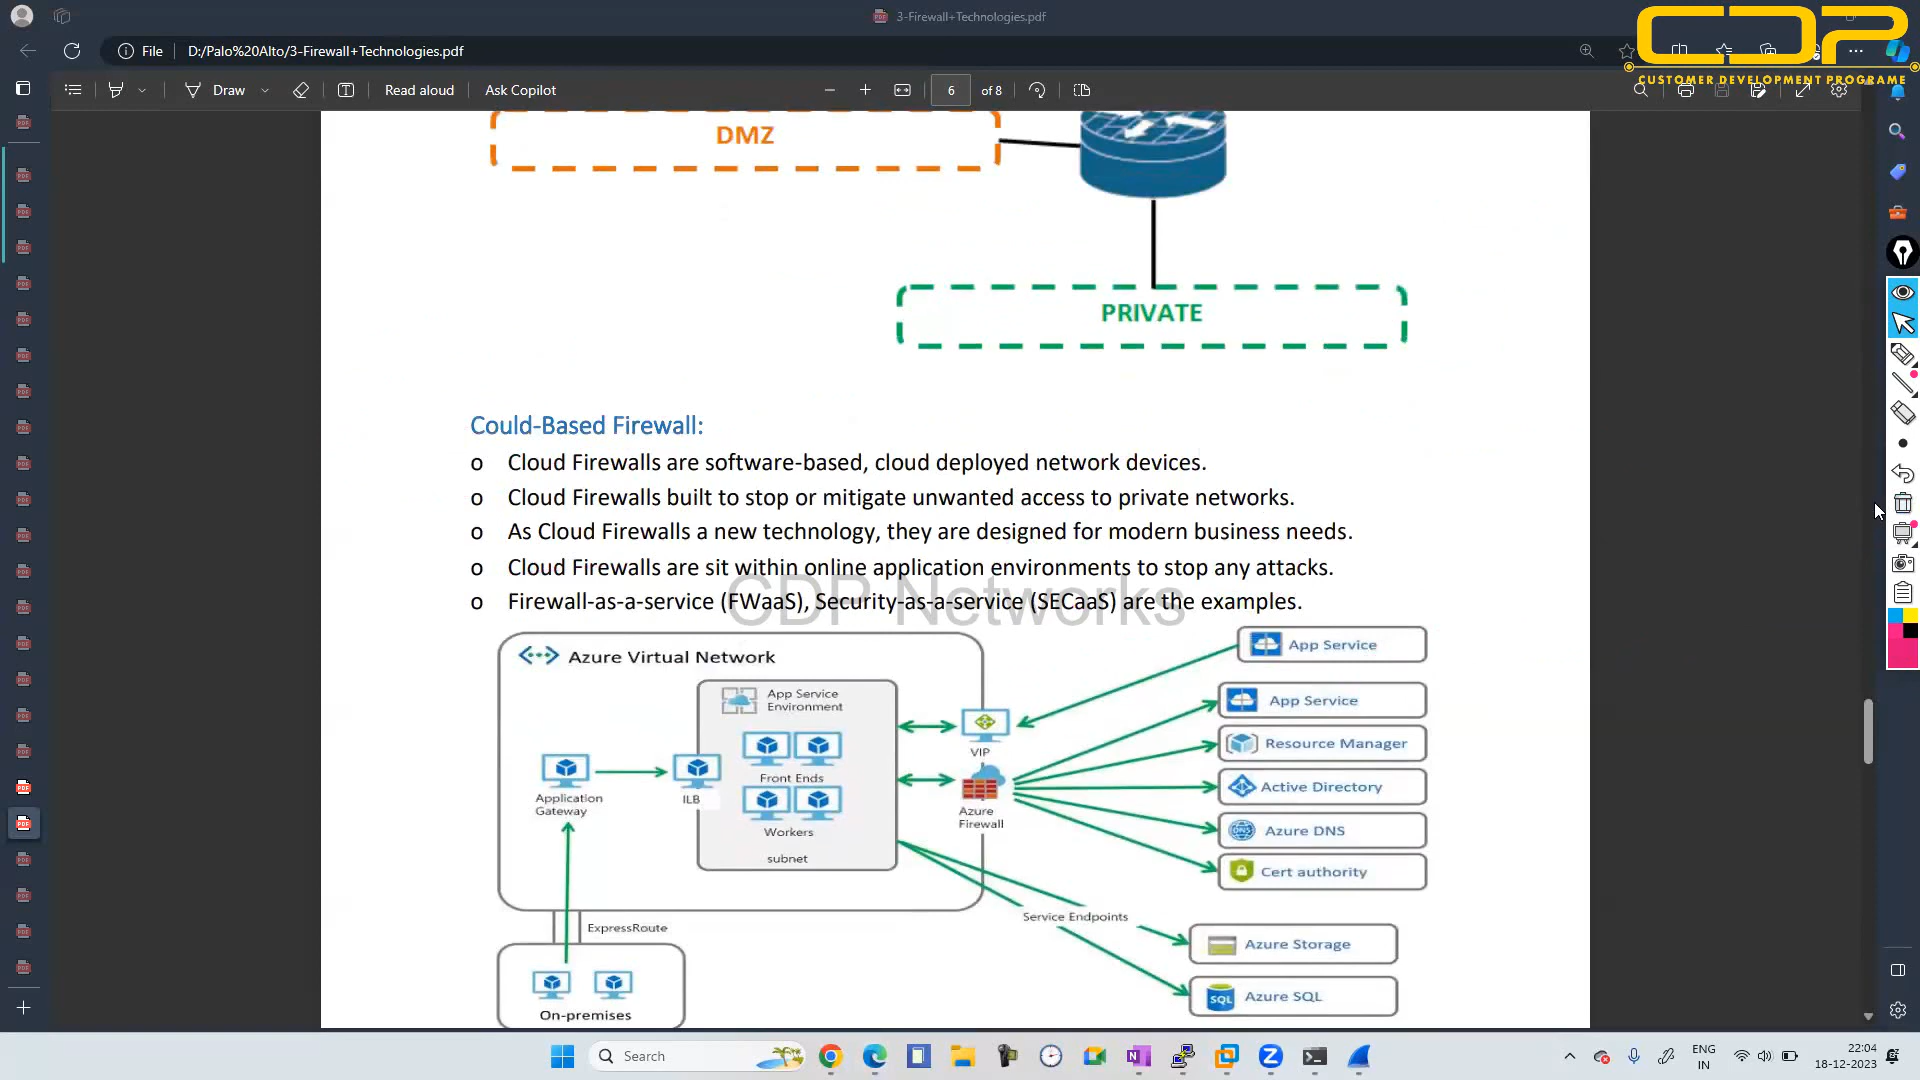 3-Firewall+Technologies.pdf
CDP
CUSTOMER DEVELOPMENT PROGRAME
File
D:/Palo%20Alto/3-Firewall+Technologies.pdf
Draw
Read aloud
Ask Copilot
6
of 8
DMZ
PRIVATE
Could-Based Firewall:
o Cloud Firewalls are software-based, cloud deployed network devices.
o Cloud Firewalls built to stop or mitigate unwanted access to private networks.
o As Cloud Firewalls a new technology, they are designed for modern business needs.
o Cloud Firewalls are sit within online application environments to stop any attacks.
o Firewall-as-a-service (FWaaS), Security-as-a-service (SECaaS) are the examples.
CDP Networks
Azure Virtual Network
App Service
Environment
Front Ends
Workers
subnet
Application
Gateway
ILB
VIP
Azure
Firewall
App Service
App Service
Resource Manager
Active Directory
DNS
Azure DNS
Cert authority
Service Endpoints
Azure Storage
SQL
Azure SQL
ExpressRoute
On-premises
Search
ENG
IN
22:04
18-12-2023